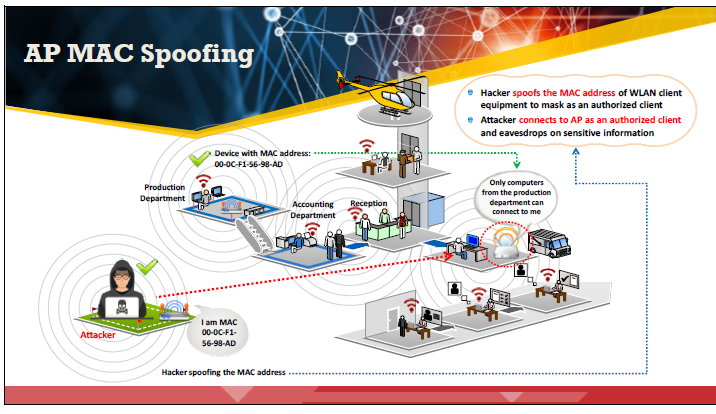 AP MAC Spoofing
Hacker spoofs the MAC address of WLAN client
equipment to mask as an authorized client
Attacker connects to AP as an authorized client
and eavesdrops on sensitive information
Device with MAC address:
00-0C-F1-56-98-AD
Production
Department
Accounting
Department
Reception
Only computers
from the production
department can
connect to me
Attacker
I am MAC
00-0C-F1-
56-98-AD
Hacker spoofing the MAC address